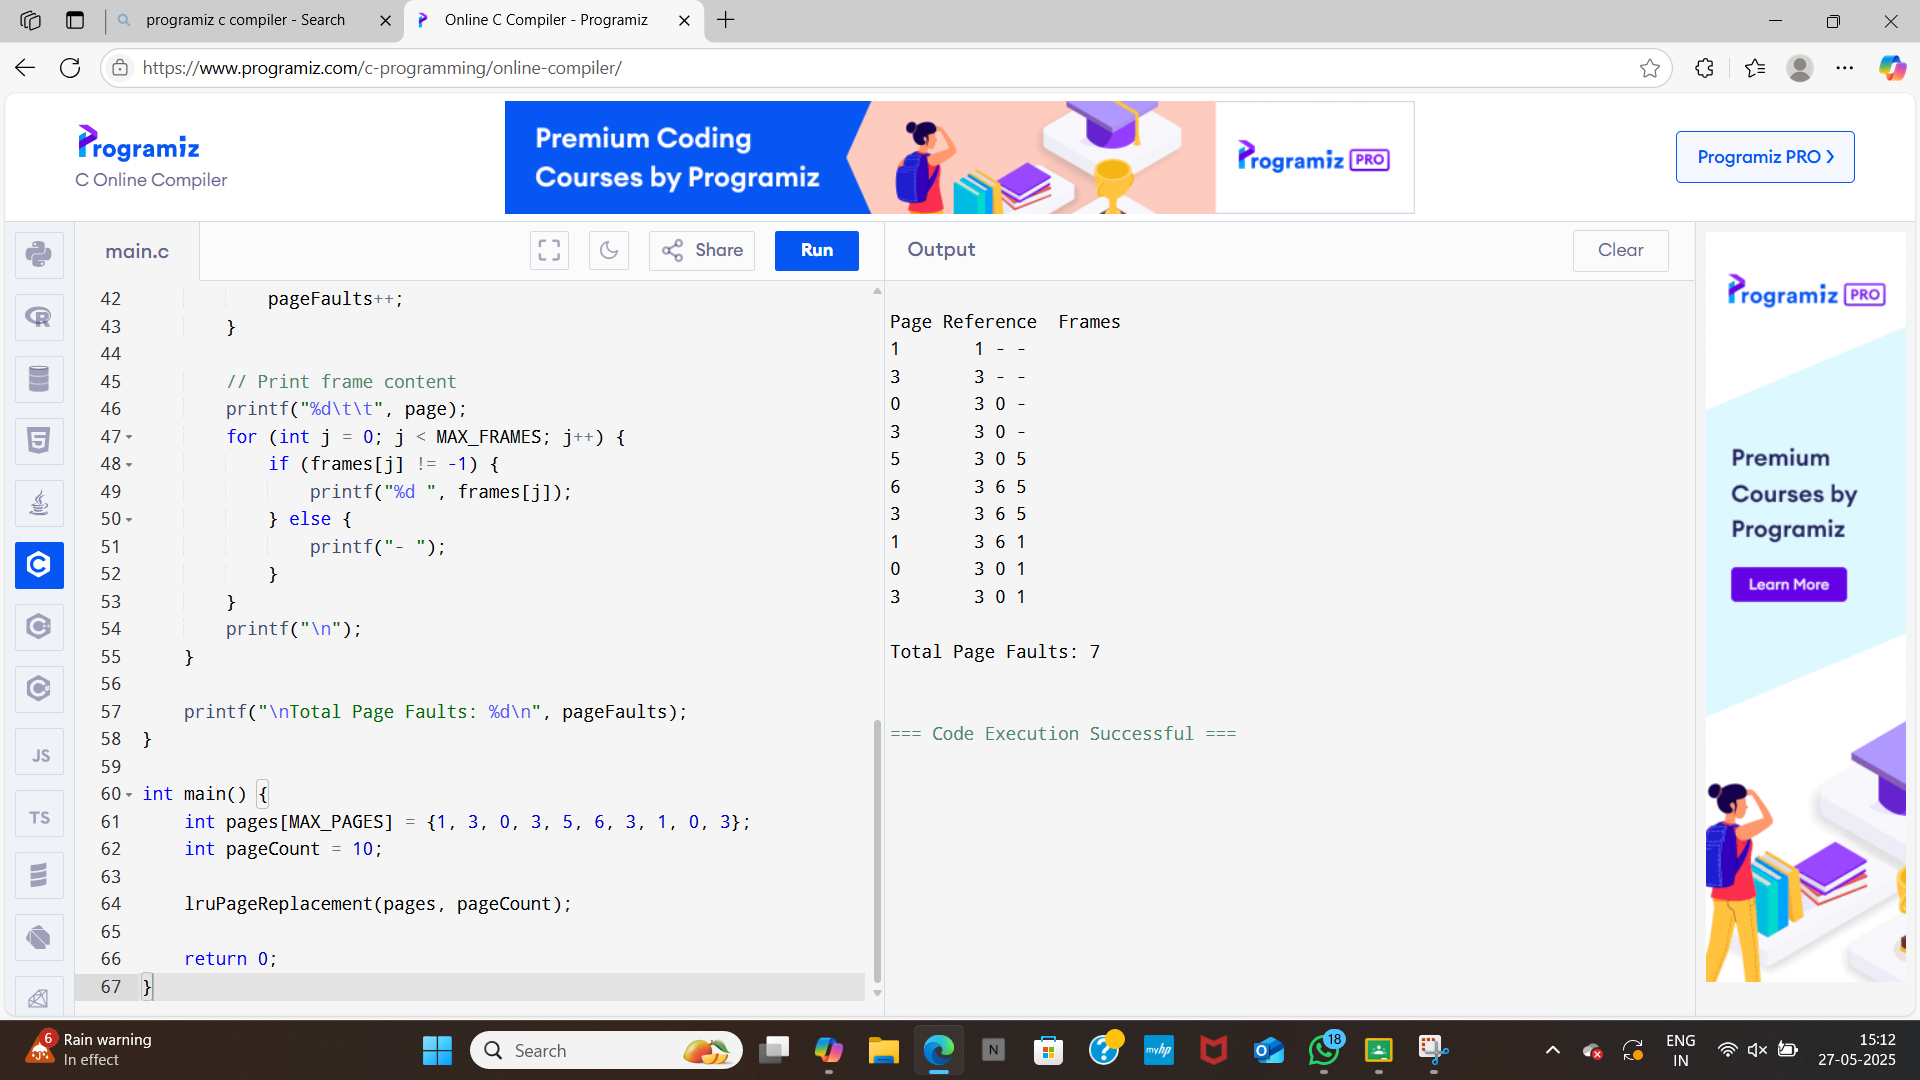 programiz c compiler - Search
Online C Compiler - Programiz
https://www.programiz.com/c-programming/online-compiler/
Programiz
C Online Compiler
Premium Coding
Courses by Programiz
Programiz PRO
Programiz PRO
main.c
Share
Run
Output
Clear
42 pageFaults++;
43 }
44
45 // Print frame content
46 printf("%d\t\t", page);
47 for (int j = 0; j < MAX_FRAMES; j++) {
48 if (frames[j] != -1) {
49 printf("%d ", frames[j]);
50 } else {
51 printf("- ");
52 }
53 }
54 printf("\n");
55 }
56
57 printf("\nTotal Page Faults: %d\n", pageFaults);
58 }
59
60 int main() {
61 int pages[MAX_PAGES] = {1, 3, 0, 3, 5, 6, 3, 1, 0, 3};
62 int pageCount = 10;
63
64 lruPageReplacement(pages, pageCount);
65
66 return 0;
67 }
Page Reference  Frames
1 1 - -
3 3 - -
0 3 0 -
3 3 0 -
5 3 0 5
6 3 6 5
3 3 6 5
1 3 6 1
0 3 0 1
3 3 0 1
Total Page Faults: 7
=== Code Execution Successful ===
Programiz PRO
Premium
Courses by
Programiz
Learn More
JS
TS
6
Rain warning
In effect
Search
N
myhp
18
ENG
IN
15:12
27-05-2025